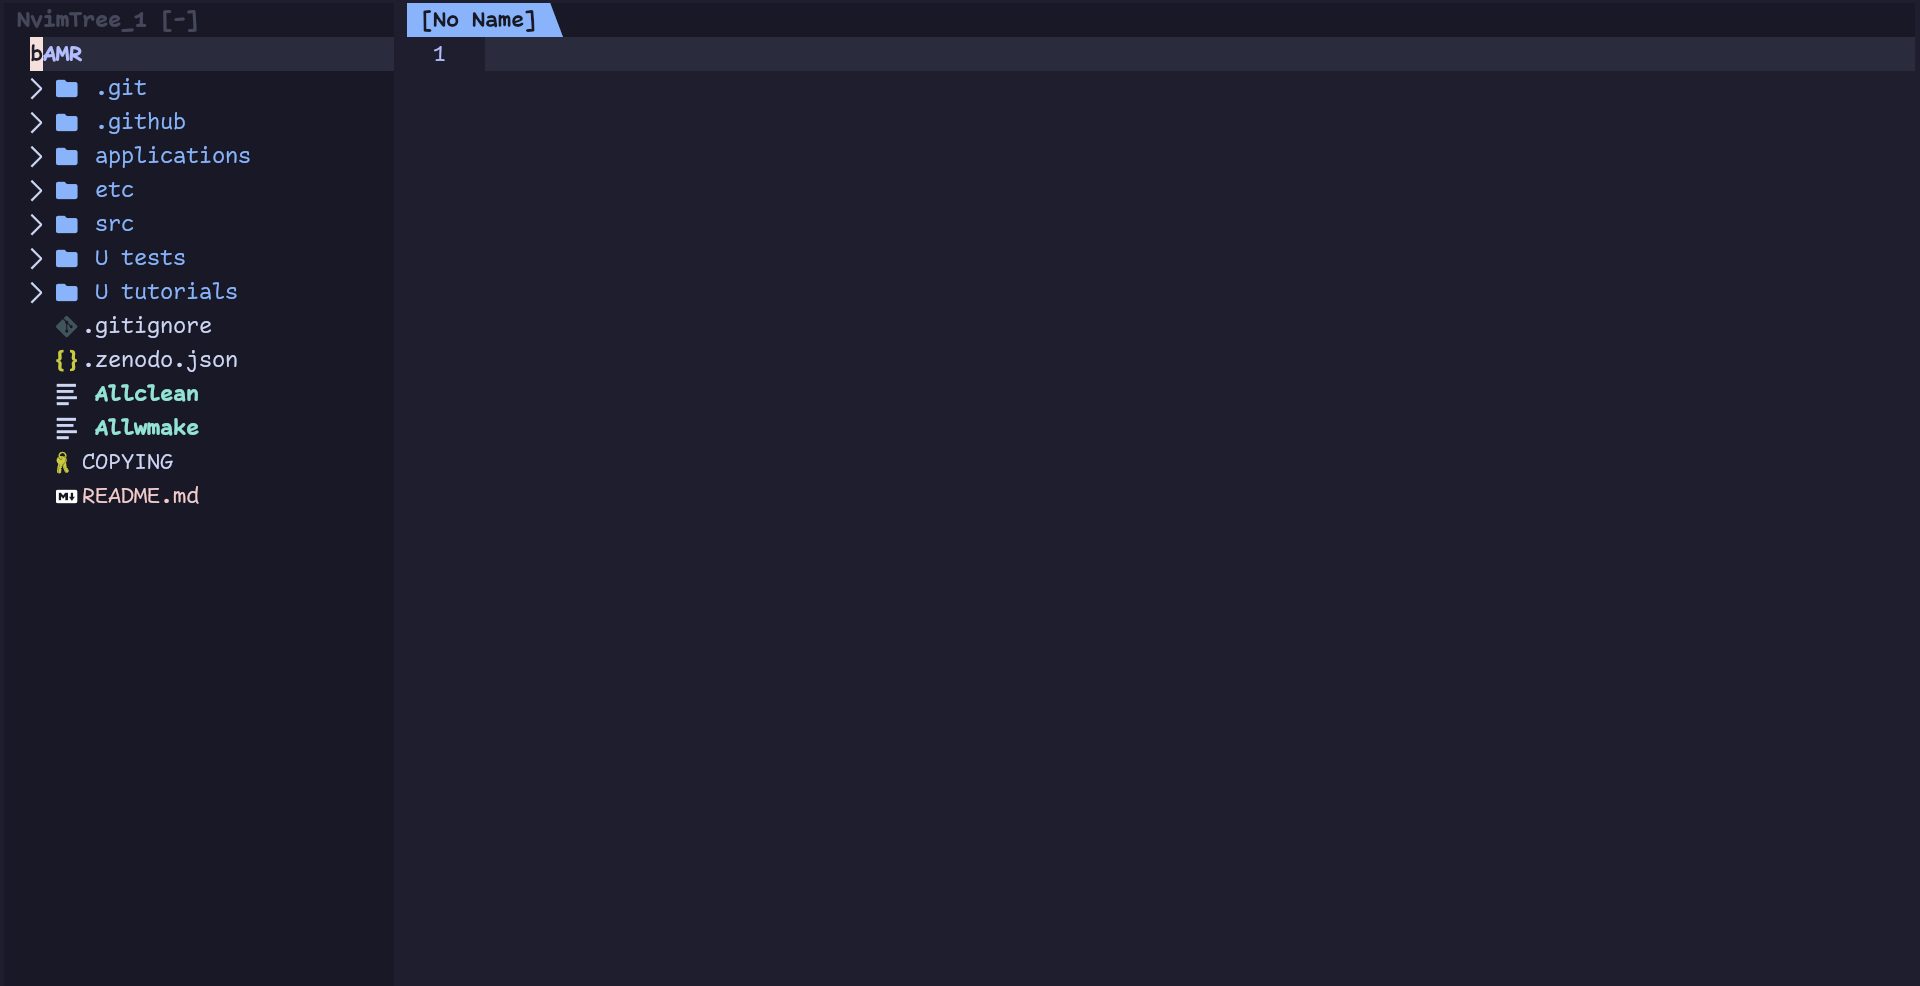 NvimTree_1 [-]
[No Name]
bAMR
1
.git
.github
applications
etc
src
U tests
U tutorials
.gitignore
{} .zenodo.json
Allclean
Allwmake
COPYING
M↓ README.md